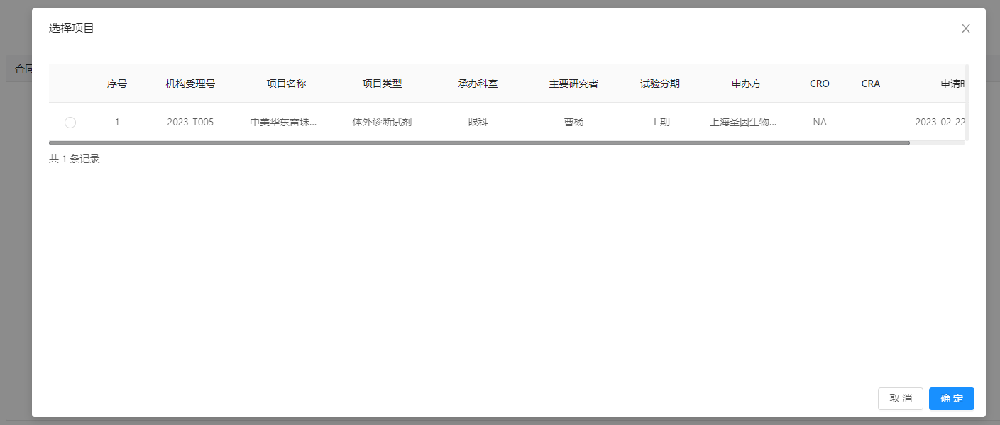 选择项目
合同
序号 机构受理号 项目名称 项目类型 承办科室 主要研究者 试验分期 申办方 CRO CRA 申请时
1 2023-T005 中美华东雷珠... 体外诊断试剂 眼科 曹杨 Ⅰ期 上海圣因生物... NA -- 2023-02-22
共 1 条记录
取 消 确 定